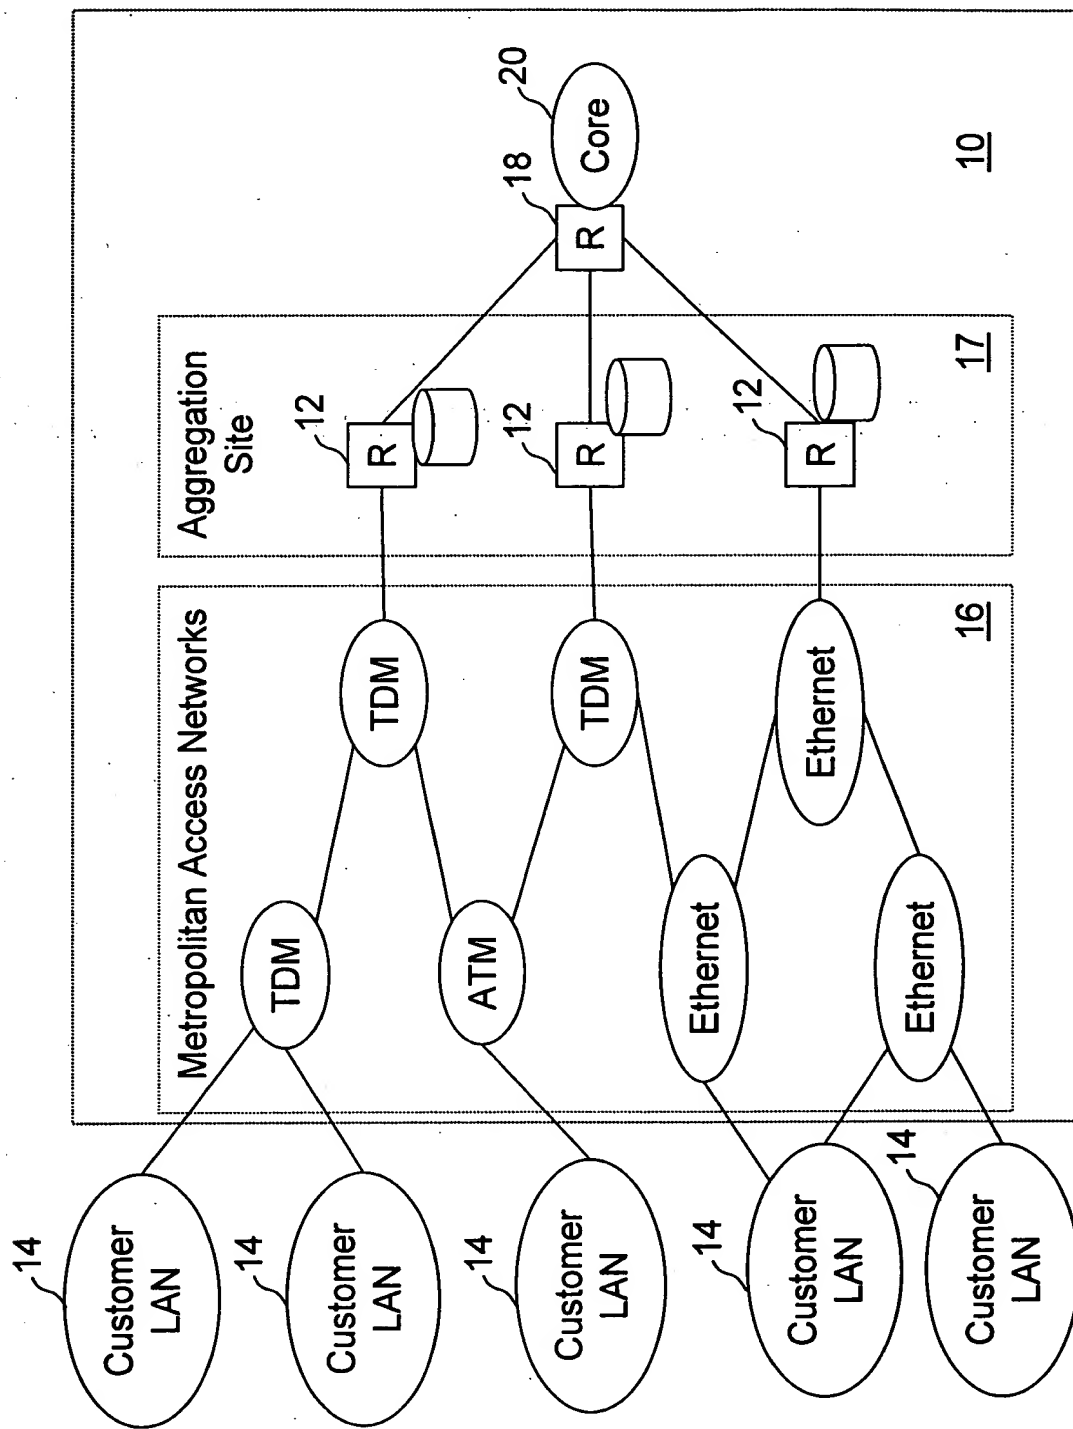 Metropolitan Access Networks
Aggregation
Site
14
Customer
LAN
TDM
TDM
12
R
14
Customer
LAN
18
R
20
Core
14
Customer
LAN
ATM
TDM
12
R
14
Customer
LAN
Ethernet
Ethernet
12
R
14
Customer
LAN
Ethernet
16
17
10